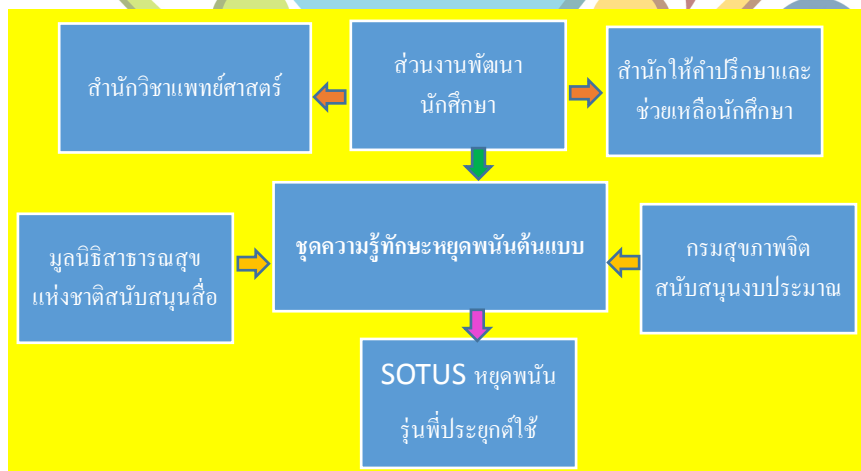 สำนักวิชาแพทย์ศาสตร์
ส่วนงานพัฒนา
นักศึกษา
สำนักให้คำปรึกษาและ
ช่วยเหลือนักศึกษา
มูลนิธิสาธารณสุข
แห่งชาติสนับสนุนสื่อ
ชุดความรู้ทักษะหยุดพนันต้นแบบ
กรมสุขภาพจิต
สนับสนุนงบประมาณ
SOTUS หยุดพนัน
รุ่นพี่ประยุกต์ใช้